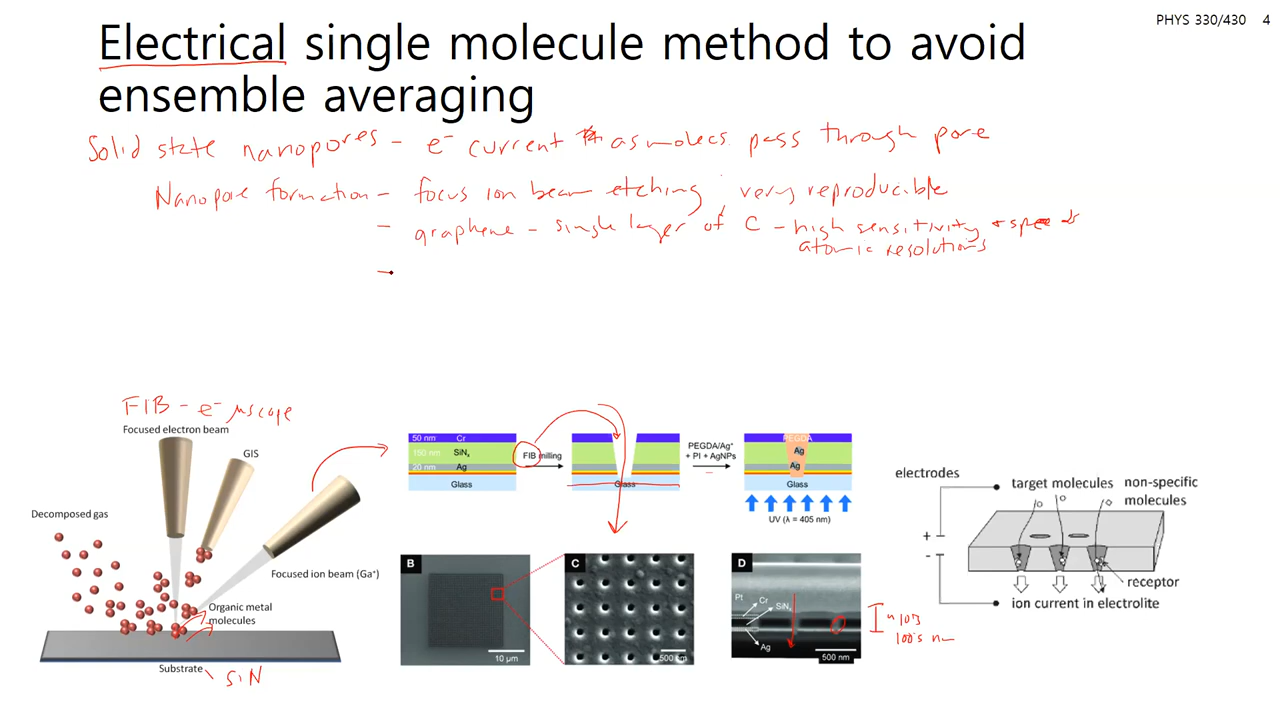 PHYS 330/430 4
Electrical single molecule method to avoid
ensemble averaging
Solid state nanopores - e⁻ current as molecs. pass through pore
Nanopore formation - focus ion beam etching, very reproducible
- graphene - single layer of C - high sensitivity +
atomic resolutions
-
FIB - e⁻ μscope
Focused electron beam
GIS
Decomposed gas
Focused ion beam (Ga⁺)
Organic metal
molecules
Substrate
SiN
50 nm Cr
150 nm SiNₓ
20 nm Ag
Glass
FIB milling
Glass
PEGDA/Ag⁺
+ PI + AgNPs
PEGDA
Ag
Ag
Glass
UV (λ = 405 nm)
B
10 μm
C
500 nm
D
Pt
Cr
SiNₓ
Ag
500 nm
100's nm
electrodes
target molecules
non-specific
molecules
+
-
receptor
ion current in electrolite